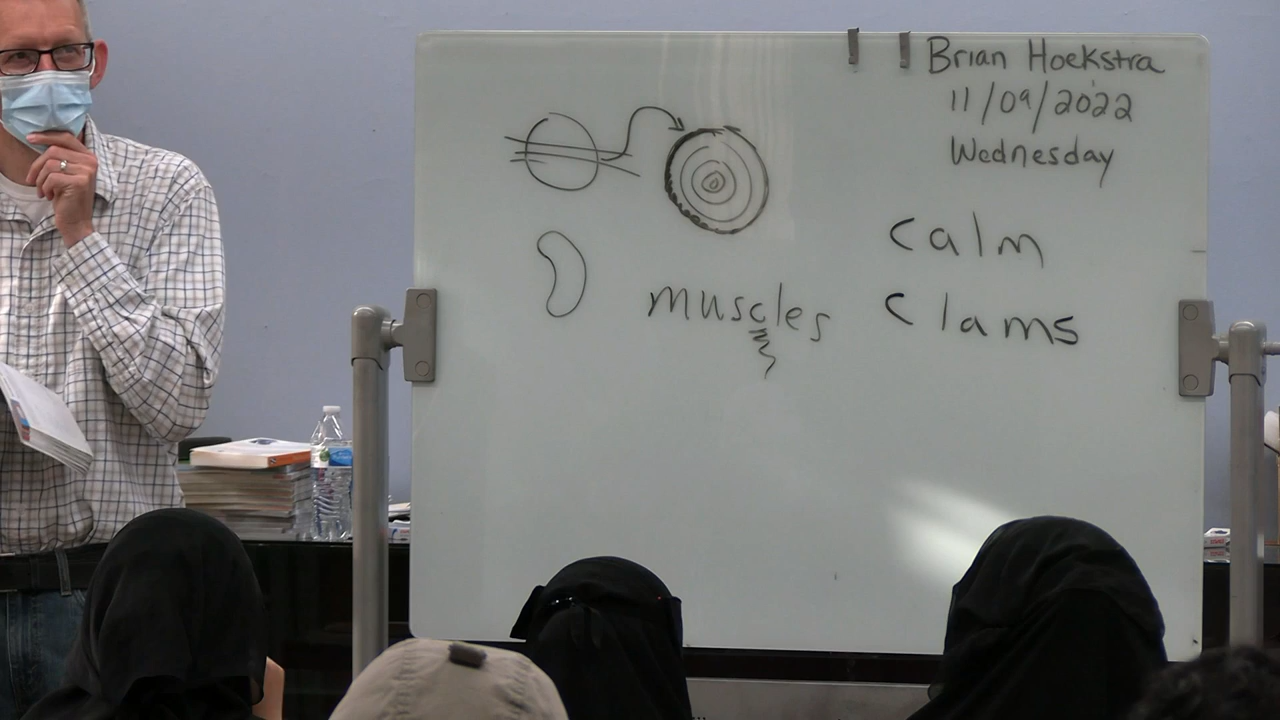 Brian Hoekstra
11/09/2022
Wednesday
calm
muscles clams